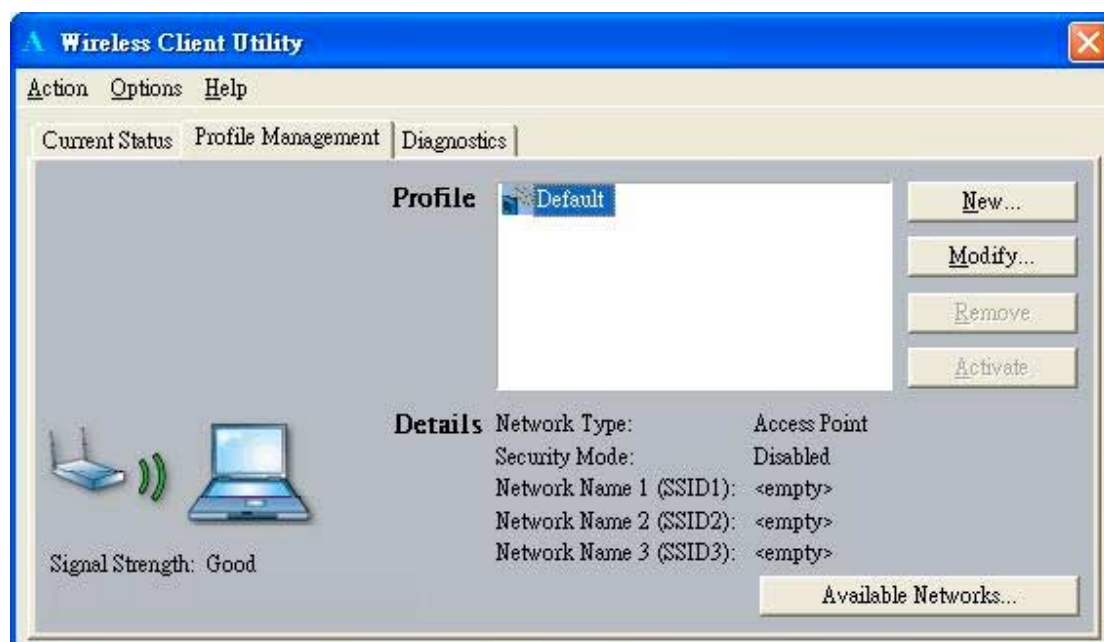 Wireless Client Utility
Action Options Help
Current Status Profile Management Diagnostics
Profile Default New...
Modify...
Remove
Activate
Details Network Type: Access Point
Security Mode: Disabled
Network Name 1 (SSID1): <empty>
Network Name 2 (SSID2): <empty>
Network Name 3 (SSID3): <empty>
Signal Strength: Good
Available Networks...